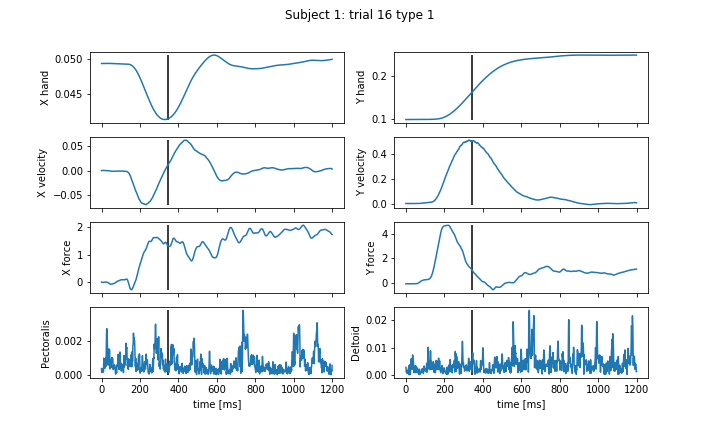 Subject 1: trial 16 type 1
X hand
0.050
0.045
Y hand
0.2
0.1
X velocity
0.05
0.00
−0.05
Y velocity
0.4
0.2
0.0
X force
2
1
0
Y force
4
2
0
Pectoralis
0.002
0.000
0 200 400 600 800 1000 1200
time [ms]
Deltoid
0.02
0.01
0.00
0 200 400 600 800 1000 1200
time [ms]